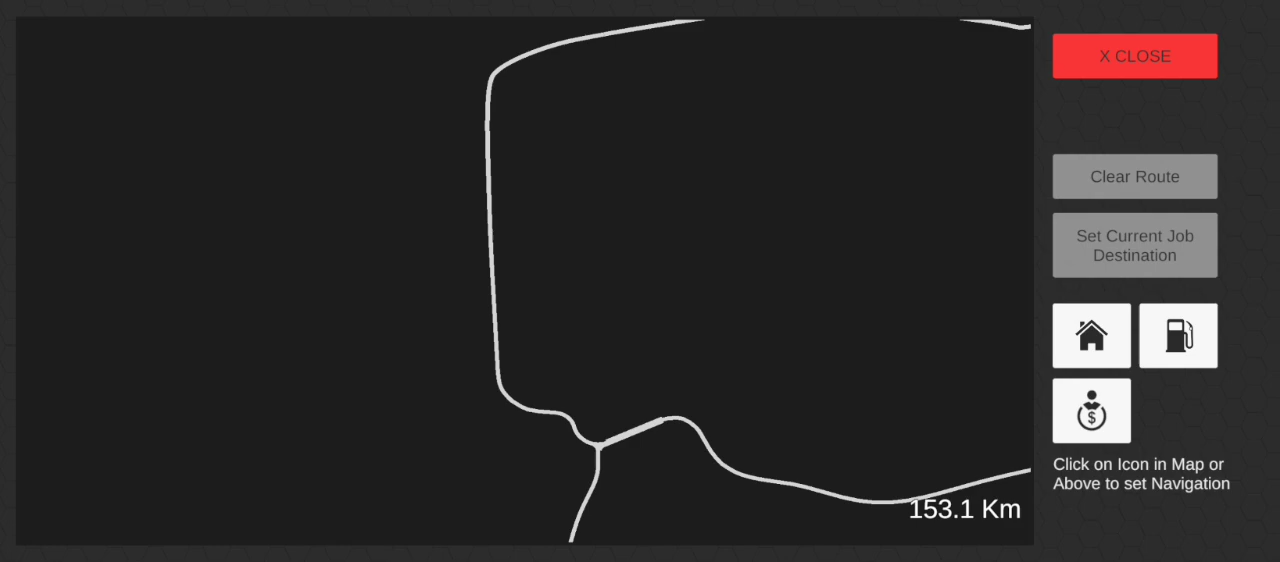 X CLOSE
Clear Route
Set Current Job
Destination
$
Click on Icon in Map or
Above to set Navigation
153.1 Km